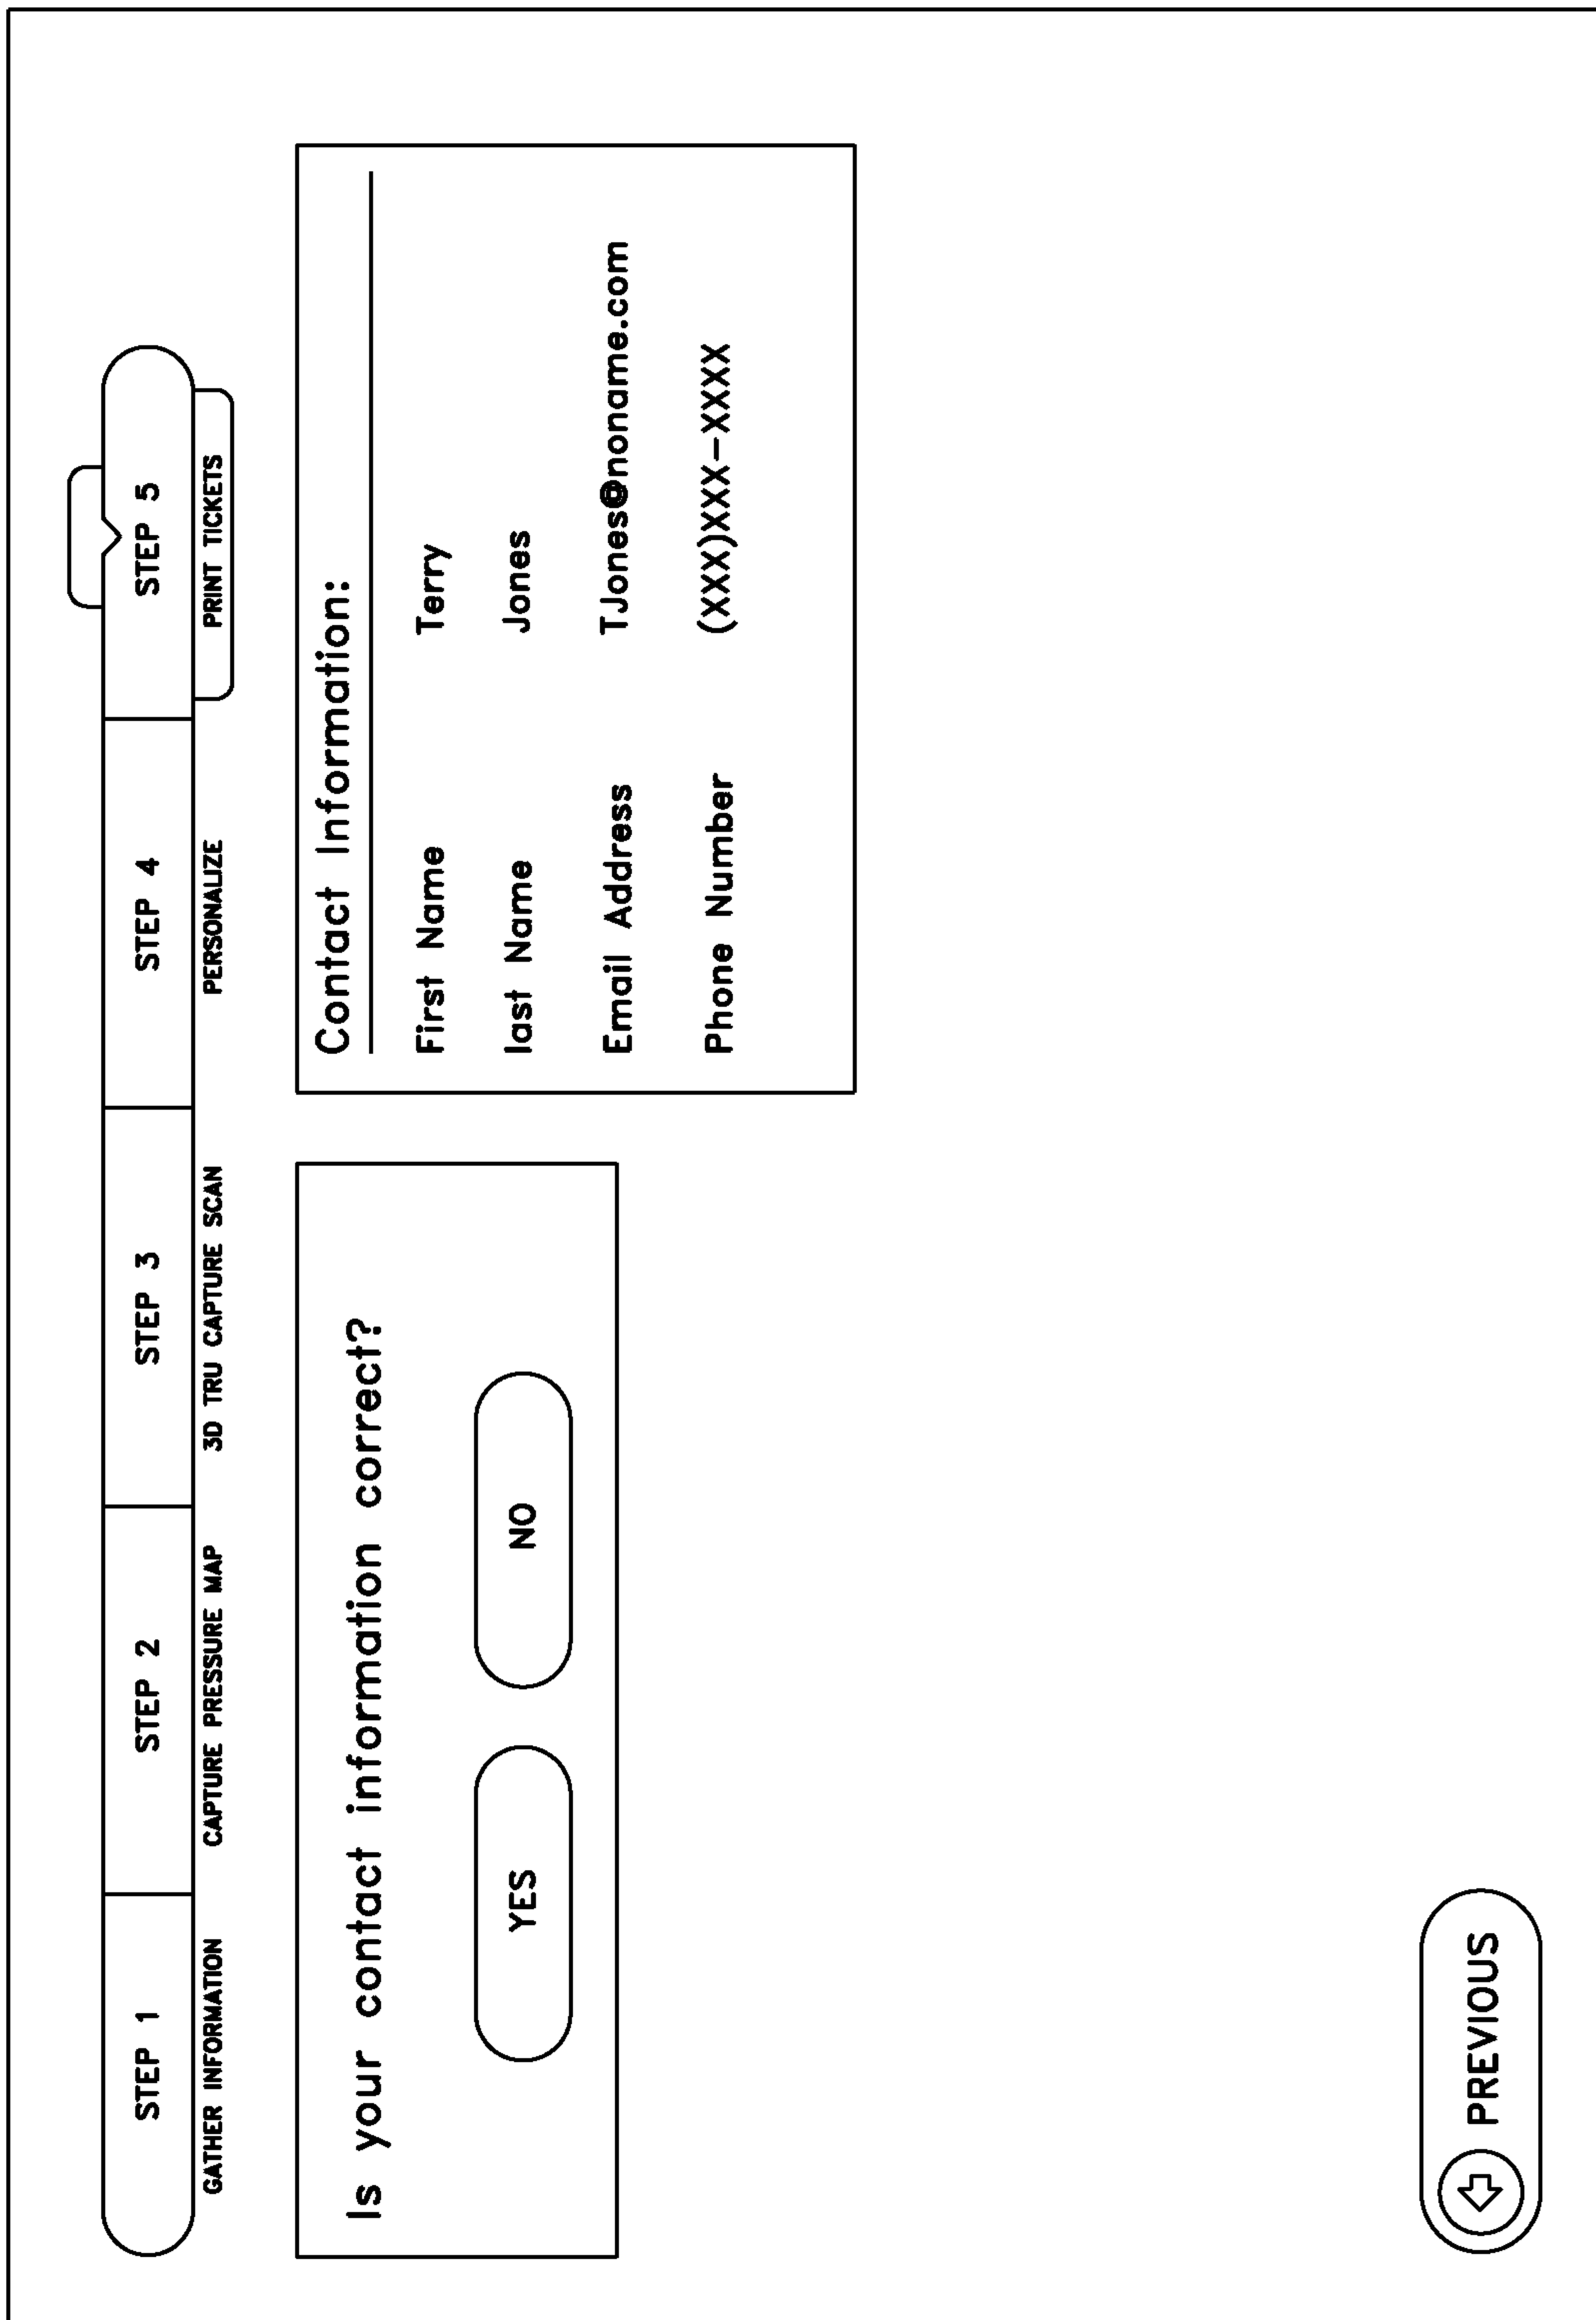 STEP 1 STEP 2 STEP 3 STEP 4 STEP 5
GATHER INFORMATION CAPTURE PRESSURE MAP 3D TRU CAPTURE SCAN PERSONALIZE PRINT TICKETS
Is your contact information correct?
YES NO
Contact Information:
First Name Terry
last Name Jones
Email Address TJones@noname.com
Phone Number (XXX)XXX-XXXX
PREVIOUS